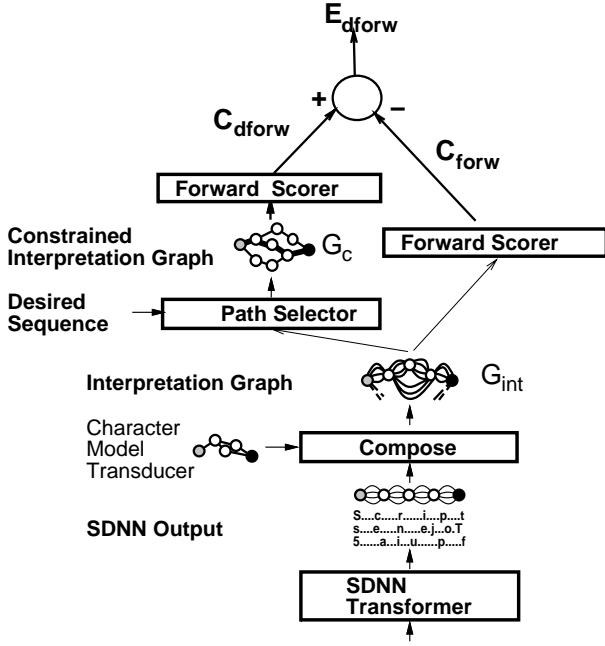 E_dforw
+
−
C_dforw
C_forw
Forward Scorer
Constrained
Interpretation Graph
G_c
Forward Scorer
Desired
Sequence
Path Selector
Interpretation Graph
G_int
Character
Model
Transducer
Compose
SDNN Output
S....c.....r......i....p....t
s....e....n....e.j...o.T
5......a...i...u......p.....f
SDNN
Transformer